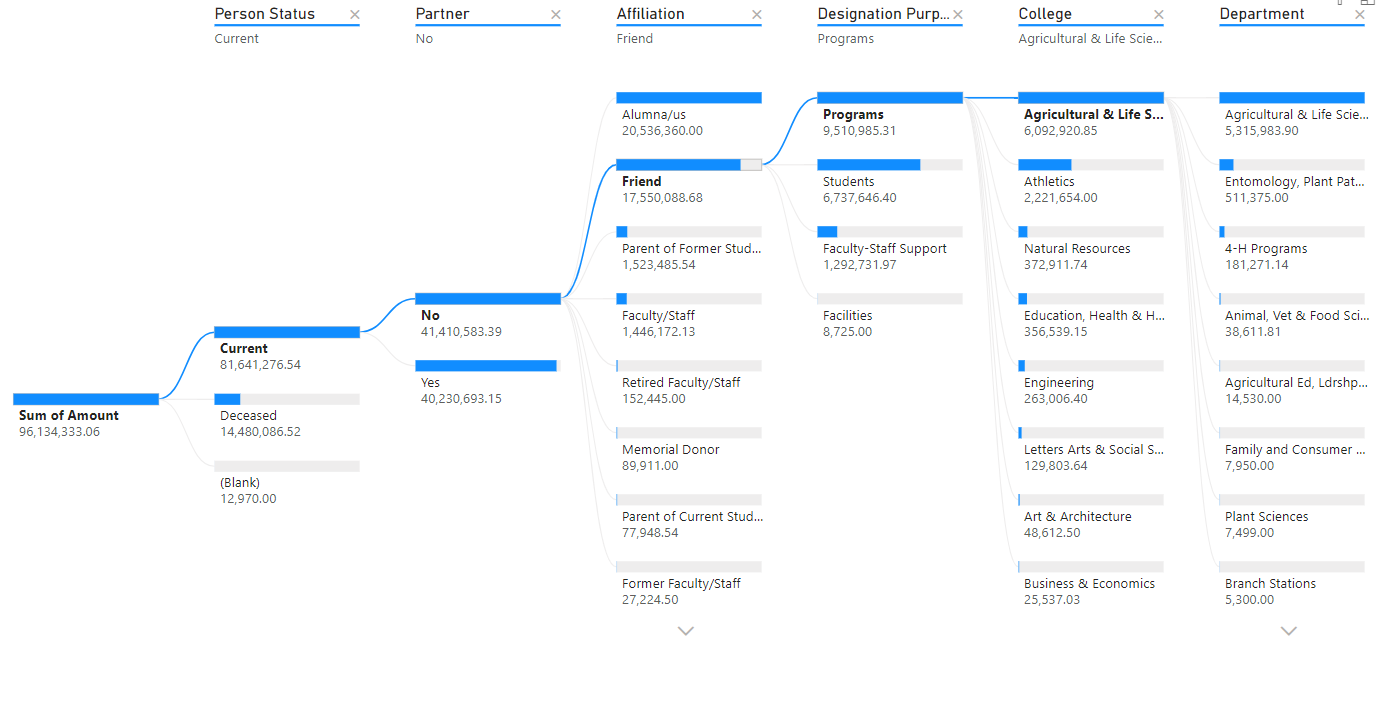 Person Status
Current
Partner
No
Affiliation
Friend
Designation Purp...
Programs
College
Agricultural & Life Scie...
Department
Sum of Amount
96,134,333.06
Current
81,641,276.54
Deceased
14,480,086.52
(Blank)
12,970.00
No
41,410,583.39
Yes
40,230,693.15
Alumna/us
20,536,360.00
Friend
17,550,088.68
Parent of Former Stud...
1,523,485.54
Faculty/Staff
1,446,172.13
Retired Faculty/Staff
152,445.00
Memorial Donor
89,911.00
Parent of Current Stud...
77,948.54
Former Faculty/Staff
27,224.50
Programs
9,510,985.31
Students
6,737,646.40
Faculty-Staff Support
1,292,731.97
Facilities
8,725.00
Agricultural & Life S...
6,092,920.85
Athletics
2,221,654.00
Natural Resources
372,911.74
Education, Health & H...
356,539.15
Engineering
263,006.40
Letters Arts & Social S...
129,803.64
Art & Architecture
48,612.50
Business & Economics
25,537.03
Agricultural & Life Scie...
5,315,983.90
Entomology, Plant Pat...
511,375.00
4-H Programs
181,271.14
Animal, Vet & Food Sci...
38,611.81
Agricultural Ed, Ldrshp...
14,530.00
Family and Consumer ...
7,950.00
Plant Sciences
7,499.00
Branch Stations
5,300.00